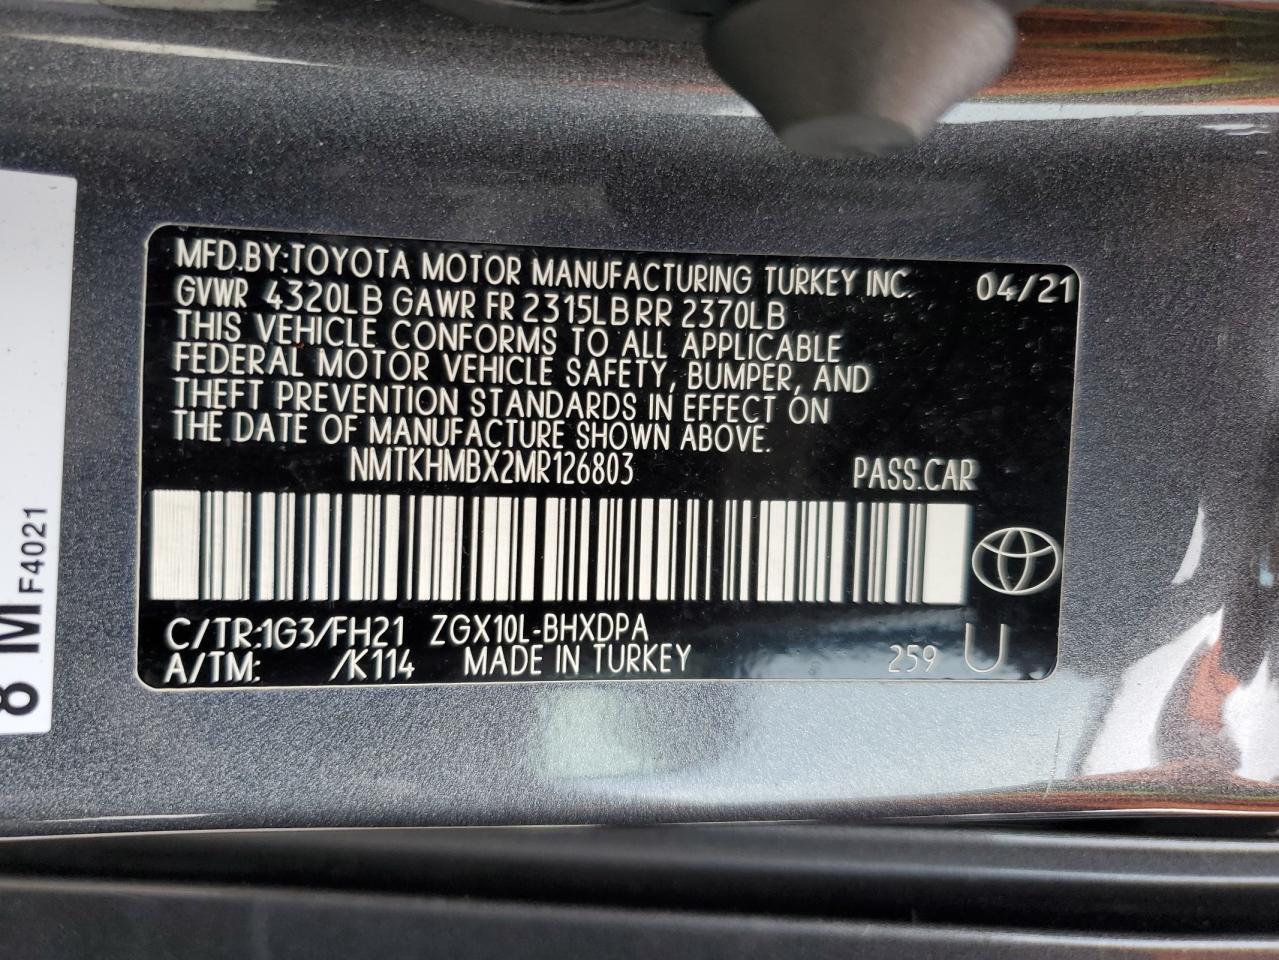 MFD.BY:TOYOTA MOTOR MANUFACTURING TURKEY INC. 04/21
GVWR 4320LB GAWR FR 2315LB RR 2370LB
THIS VEHICLE CONFORMS TO ALL APPLICABLE
FEDERAL MOTOR VEHICLE SAFETY, BUMPER, AND
THEFT PREVENTION STANDARDS IN EFFECT ON
THE DATE OF MANUFACTURE SHOWN ABOVE.
NMTKHMBX2MR126803 PASS.CAR
C/TR:1G3/FH21 ZGX10L-BHXDPA
A/TM: /K114 MADE IN TURKEY 259 U
8 M
F4021